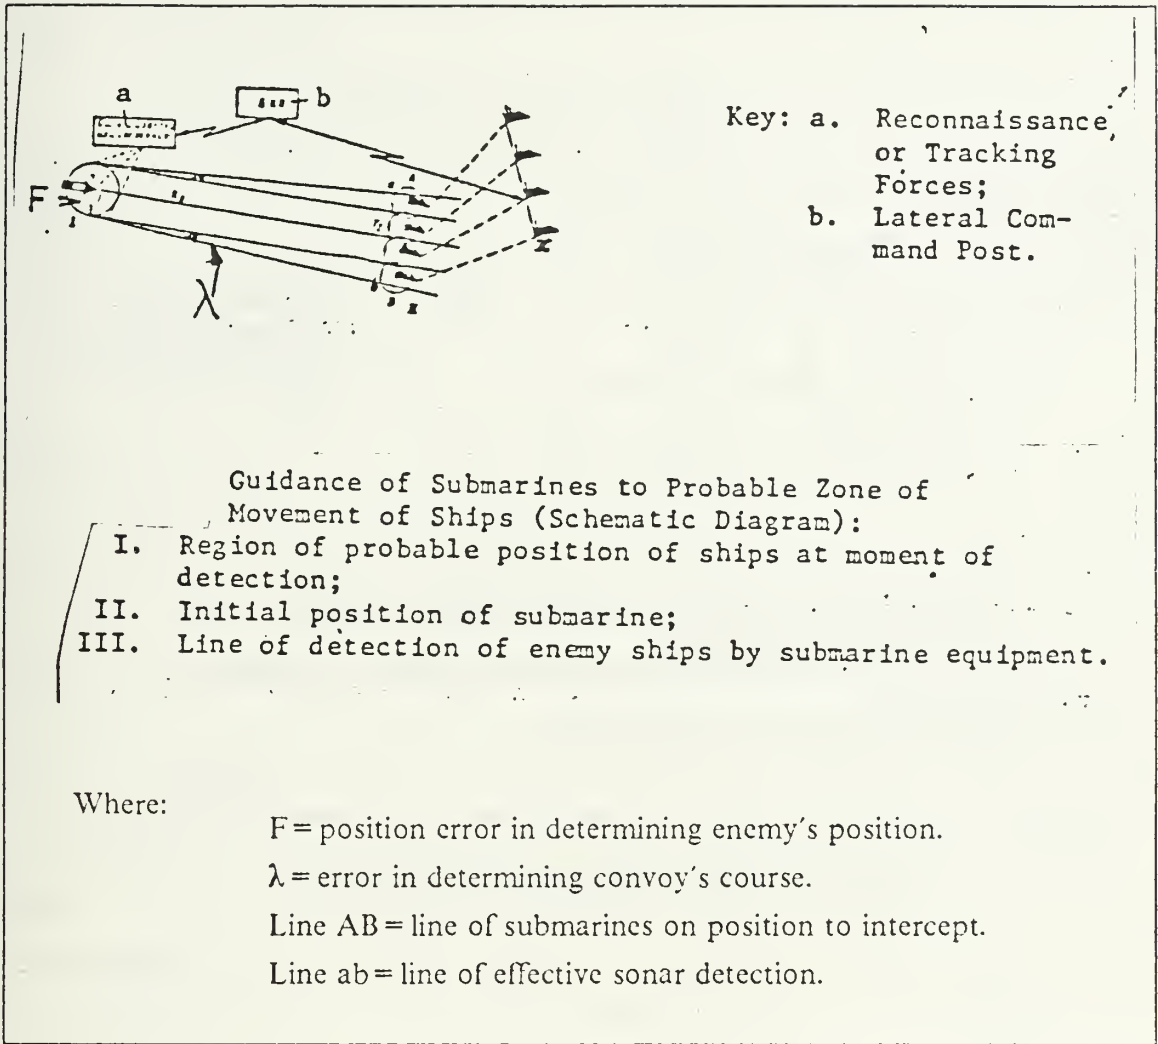 a
b
F
λ
Key: a. Reconnaissance
or Tracking
Forces;
b. Lateral Com-
mand Post.
Guidance of Submarines to Probable Zone of
Movement of Ships (Schematic Diagram):
I. Region of probable position of ships at moment of
detection;
II. Initial position of submarine;
III. Line of detection of enemy ships by submarine equipment.
Where:
F = position error in determining enemy's position.
λ = error in determining convoy's course.
Line AB = line of submarines on position to intercept.
Line ab = line of effective sonar detection.